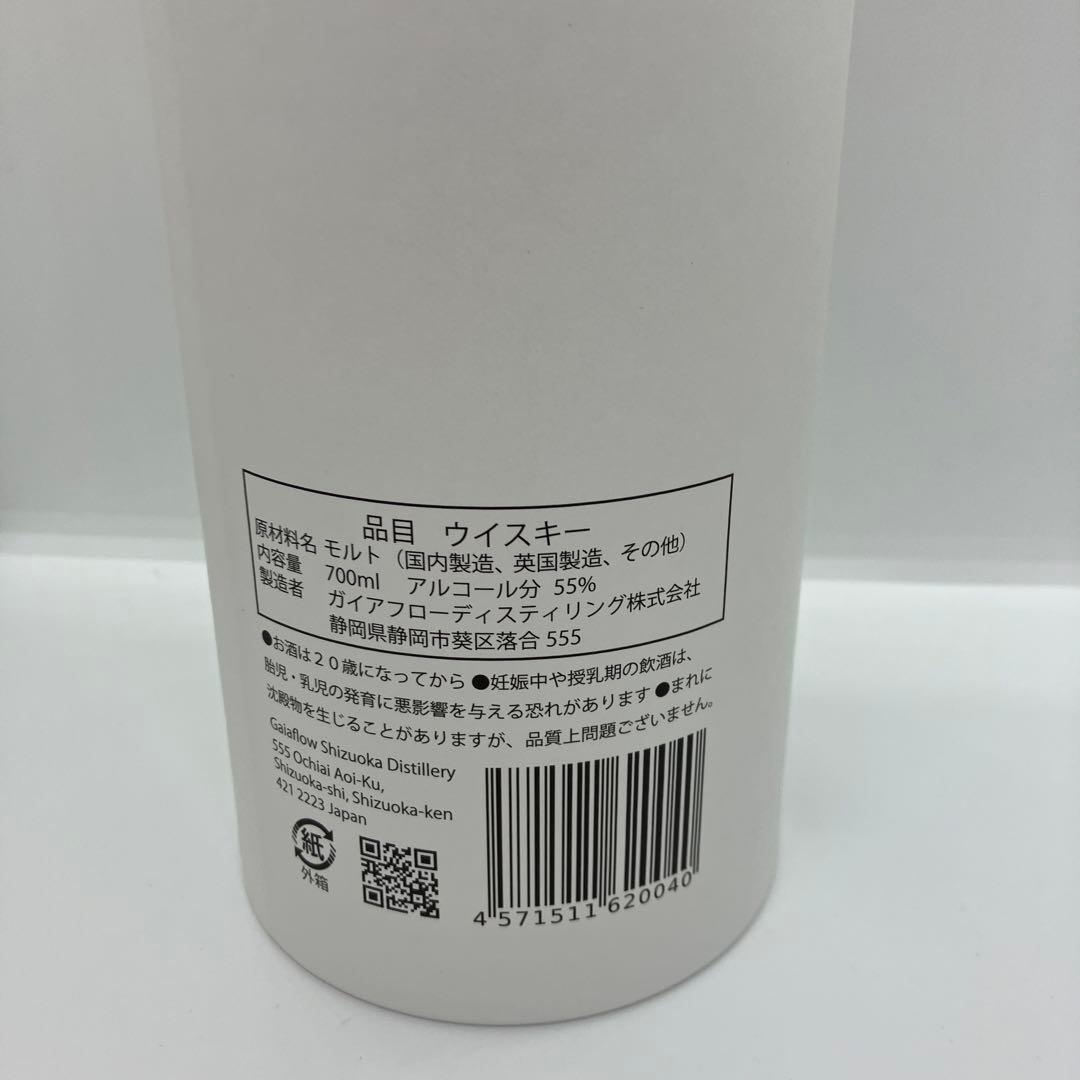 品目 ウイスキー
原材料名 モルト（国内製造、英国製造、その他）
内容量 700ml アルコール分 55%
製造者 ガイアフローディスティリング株式会社
静岡県静岡市葵区落合 555
●お酒は２０歳になってから ●妊娠中や授乳期の飲酒は、
胎児・乳児の発育に悪影響を与える恐れがあります ●まれに
沈殿物を生じることがありますが、品質上問題ございません。
Gaiaflow Shizuoka Distillery
555 Ochiai Aoi-Ku,
Shizuoka-shi, Shizuoka-ken
421 2223 Japan
紙
外箱
4 571511 620040